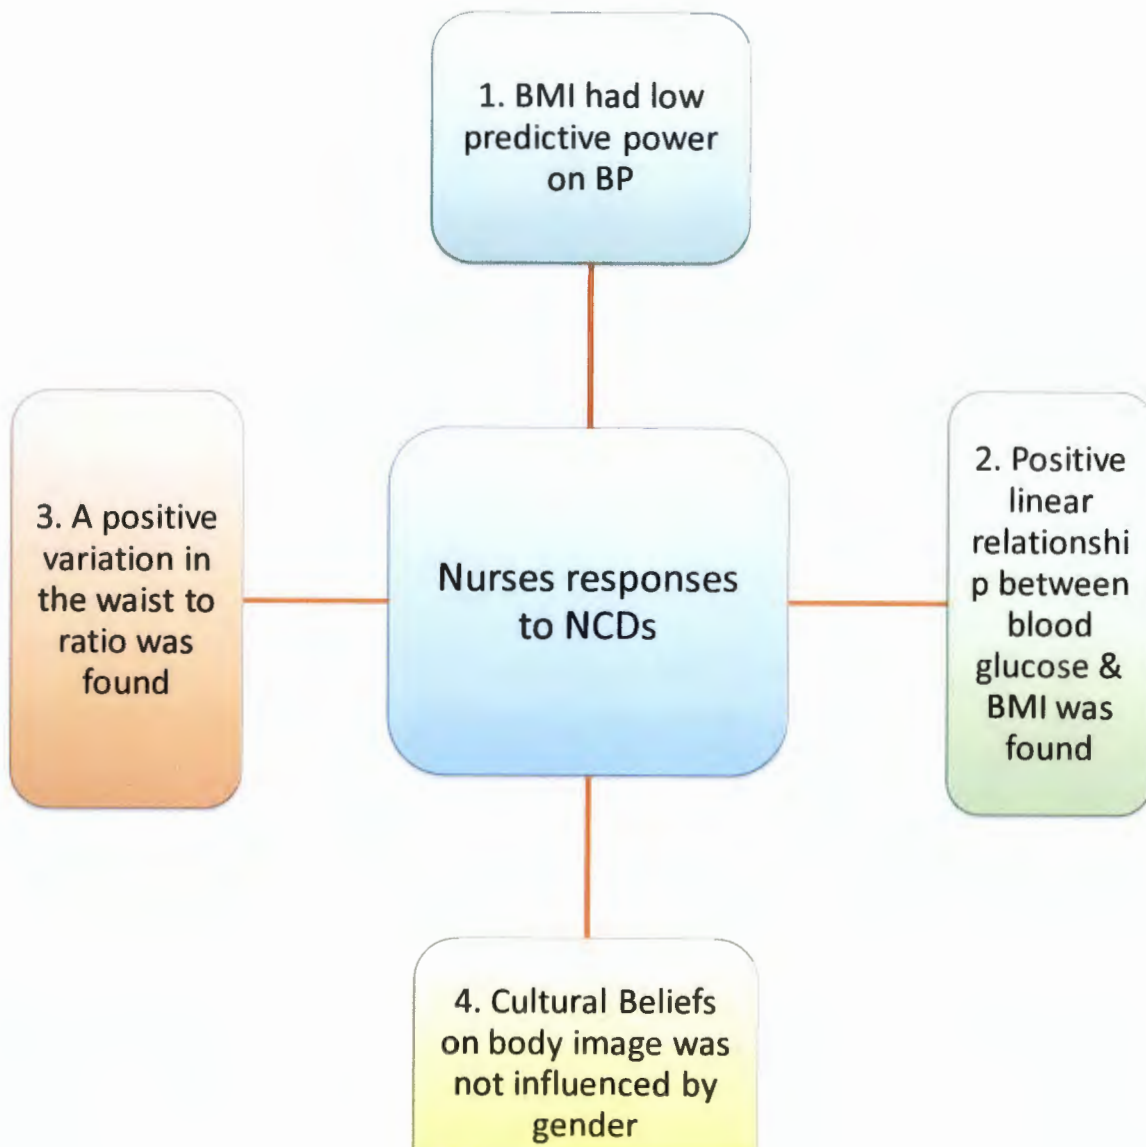 1. BMI had low
predictive power
on BP
3. A positive
variation in
the waist to
ratio was
found
Nurses responses
to NCDs
2. Positive
linear
relationshi
p between
blood
glucose &
BMI was
found
4. Cultural Beliefs
on body image was
not influenced by
gender